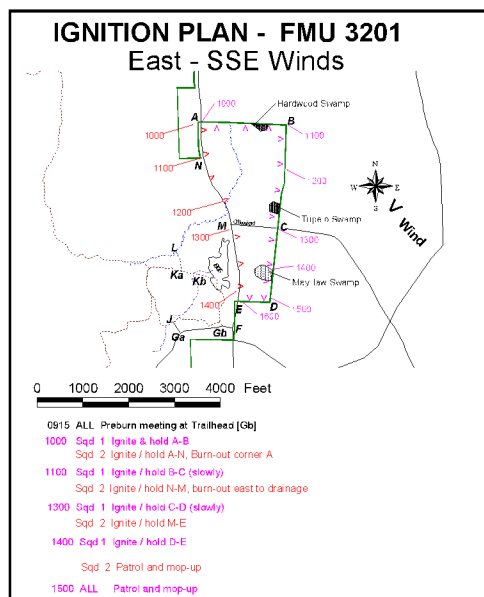 IGNITION PLAN - FMU 3201
East - SSE Winds
Hardwood Swamp
A
1000
B
1000
1100
1100
N
1200
N
W
E
S
1200
Tupelo Swamp
M
C
Wind
1300
1300
L
Ka
Kb
1400
Mayhaw Swamp
1400
J
E
D
1500
1500
Ga
Gb
F
0 1000 2000 3000 4000 Feet
0915 ALL Preburn meeting at Trailhead [Gb]
1000 Sqd 1 Ignite & hold A-B
Sqd 2 Ignite / hold A-N, Burn-out corner A
1100 Sqd 1 Ignite / hold B-C (slowly)
Sqd 2 Ignite / hold N-M, burn-out east to drainage
1300 Sqd 1 Ignite / hold C-D (slowly)
Sqd 2 Ignite / hold M-E
1400 Sqd 1 Ignite / hold D-E
Sqd 2 Patrol and mop-up
1500 ALL Patrol and mop-up